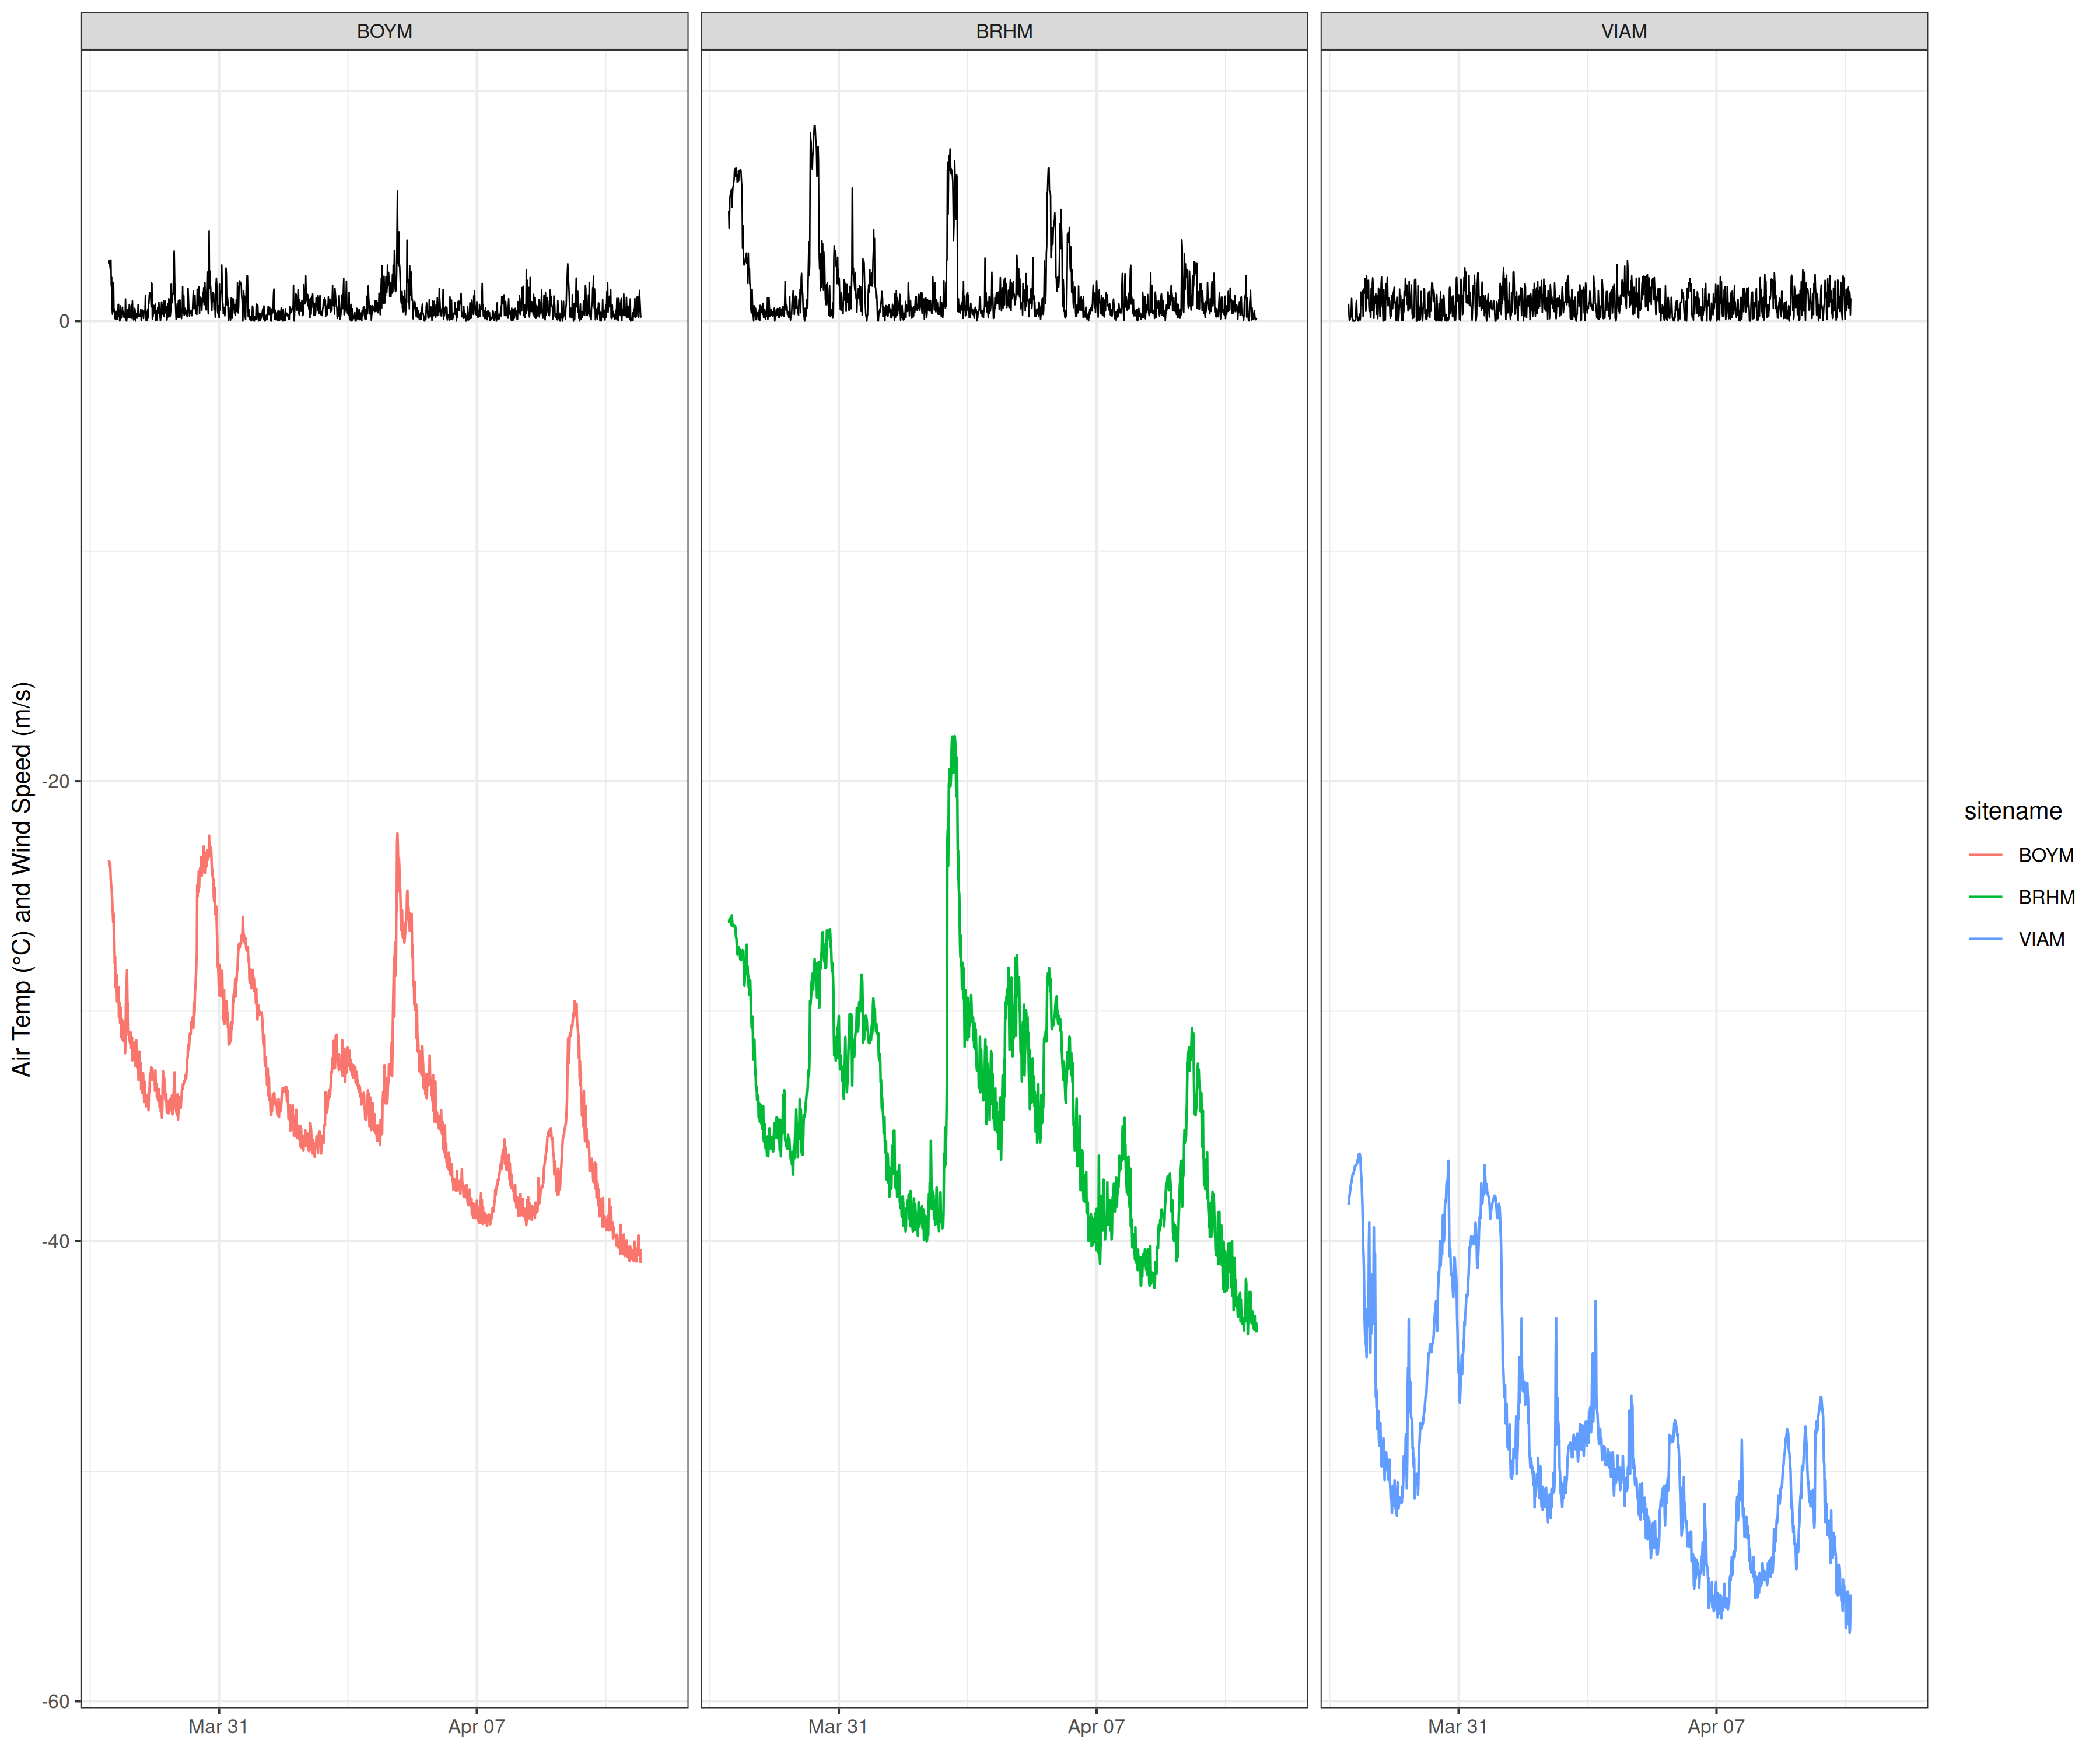 BOYM
BRHM
VIAM
Air Temp (°C) and Wind Speed (m/s)
0
-20
-40
-60
Mar 31
Apr 07
Mar 31
Apr 07
Mar 31
Apr 07
sitename
BOYM
BRHM
VIAM